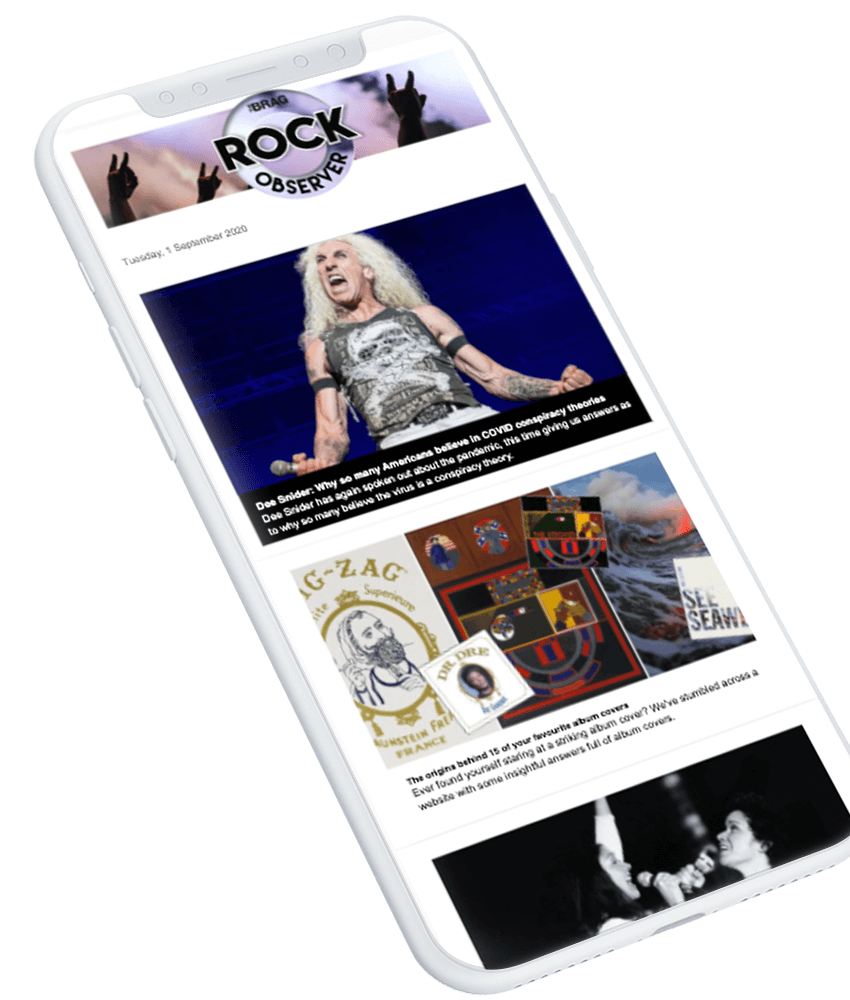 THE BRAG
ROCK
OBSERVER
Tuesday, 1 September 2020
Dee Snider: Why so many Americans believe in COVID conspiracy theories
Dee Snider has again spoken out about the pandemic, this time giving us answers as
to why so many believe the virus is a conspiracy theory.
G-ZAG
Superieure
FRANCE
DR. DRE
SEE
The origins behind 15 of your favourite album covers
Ever found yourself staring at a striking album cover? We've stumbled across a
website with some insightful answers full of album covers.